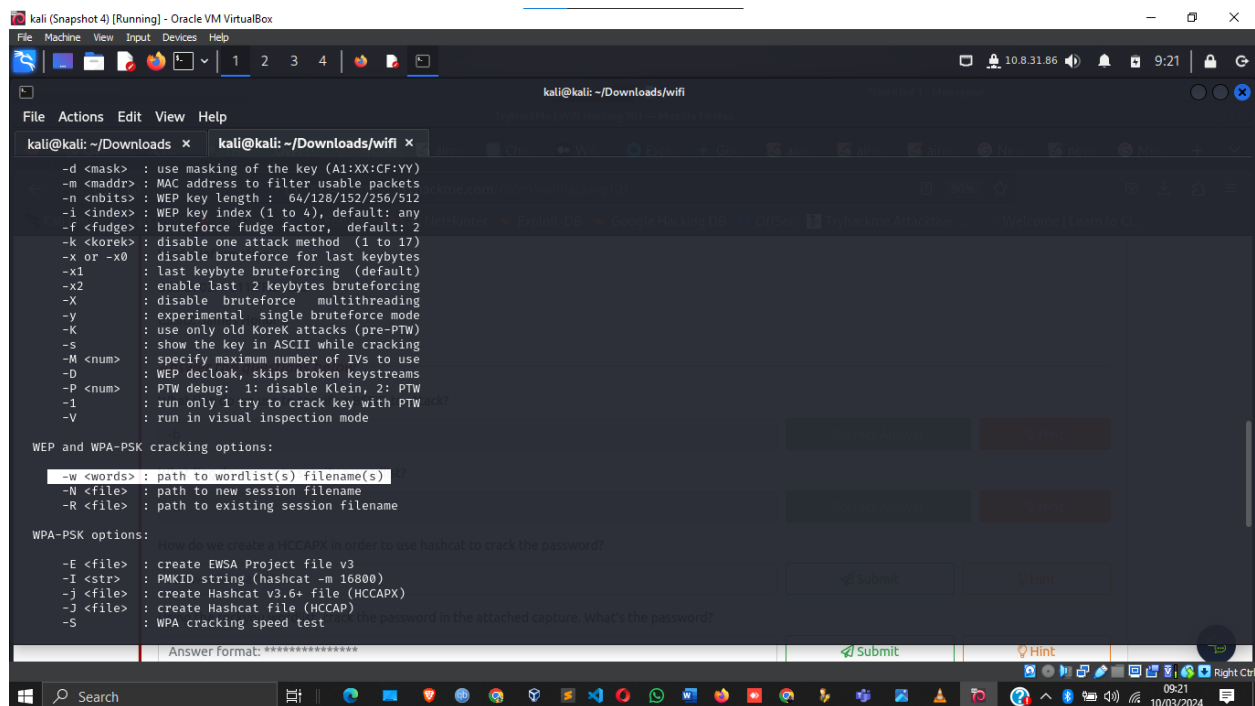 kali (Snapshot 4) [Running] - Oracle VM VirtualBox
File Machine View Input Devices Help
1 2 3 4 10.8.31.86 9:21
kali@kali: ~/Downloads/wifi
File Actions Edit View Help
kali@kali: ~/Downloads × kali@kali: ~/Downloads/wifi ×
-d <mask> : use masking of the key (A1:XX:CF:YY)
-m <maddr> : MAC address to filter usable packets
-n <nbits> : WEP key length : 64/128/152/256/512
-i <index> : WEP key index (1 to 4), default: any
-f <fudge> : bruteforce fudge factor, default: 2
-k <korek> : disable one attack method (1 to 17)
-x or -x0 : disable bruteforce for last keybytes
-x1 : last keybyte bruteforcing (default)
-x2 : enable last 2 keybytes bruteforcing
-X : disable bruteforce multithreading
-y : experimental single bruteforce mode
-K : use only old KoreK attacks (pre-PTW)
-s : show the key in ASCII while cracking
-M <num> : specify maximum number of IVs to use
-D : WEP decloak, skips broken keystreams
-P <num> : PTW debug: 1: disable Klein, 2: PTW
-1 : run only 1 try to crack key with PTW
-V : run in visual inspection mode
WEP and WPA-PSK cracking options:
-w <words> : path to wordlist(s) filename(s)
-N <file> : path to new session filename
-R <file> : path to existing session filename
WPA-PSK options:
How do we create a HCCAPX in order to use hashcat to crack the password?
-E <file> : create EWSA Project file v3
-I <str> : PMKID string (hashcat -m 16800)
Submit Hint
-j <file> : create Hashcat v3.6+ file (HCCAPX)
-J <file> : create Hashcat file (HCCAP)
crack the password in the attached capture. What's the password?
-S : WPA cracking speed test
Answer format: *************** Submit Hint
Right Ctrl
Search
09:21
10/03/2024